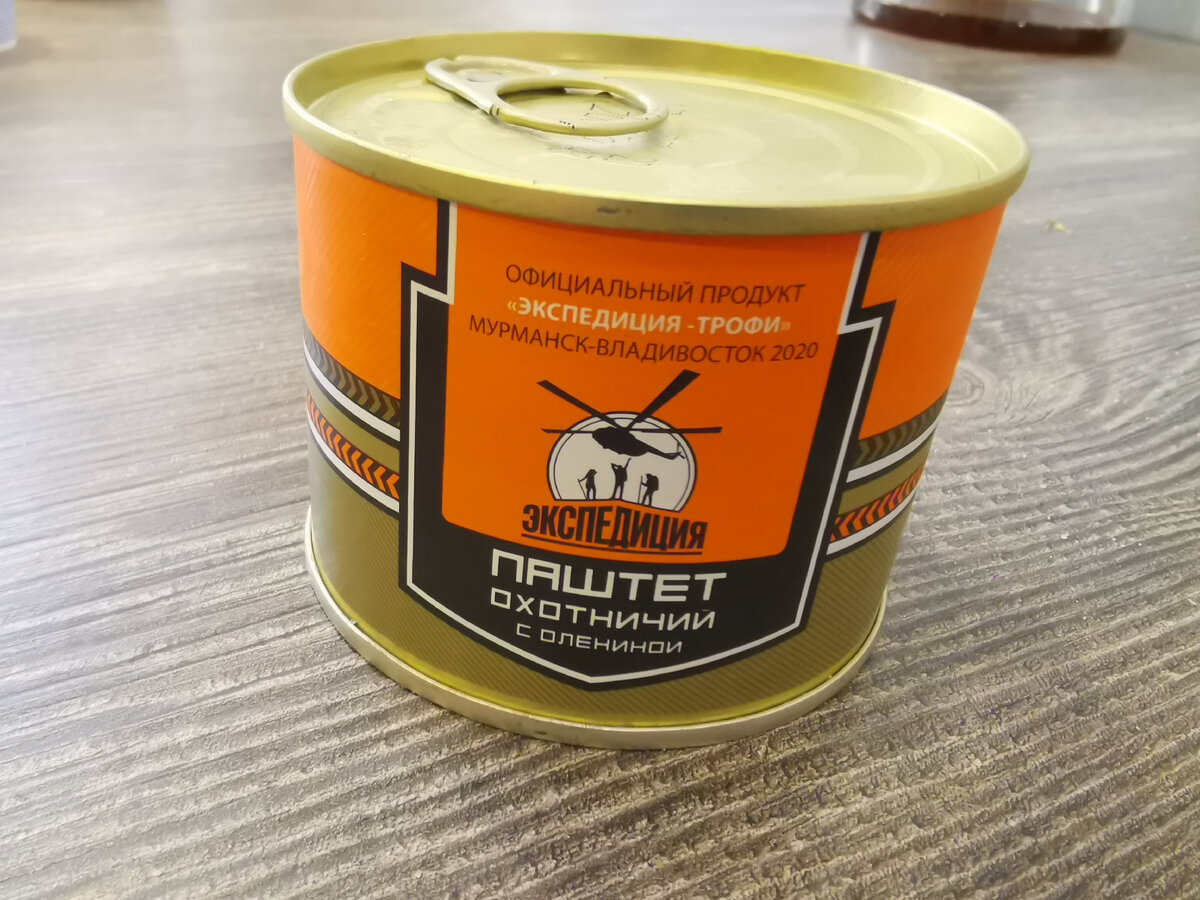 ОФИЦИАЛЬНЫЙ ПРОДУКТ
«ЭКСПЕДИЦИЯ-ТРОФИ»
МУРМАНСК-ВЛАДИВОСТОК 2020
ЭКСПЕДИЦИЯ
ПАШТЕТ
ОХОТНИЧИЙ
С ОЛЕНИНОЙ